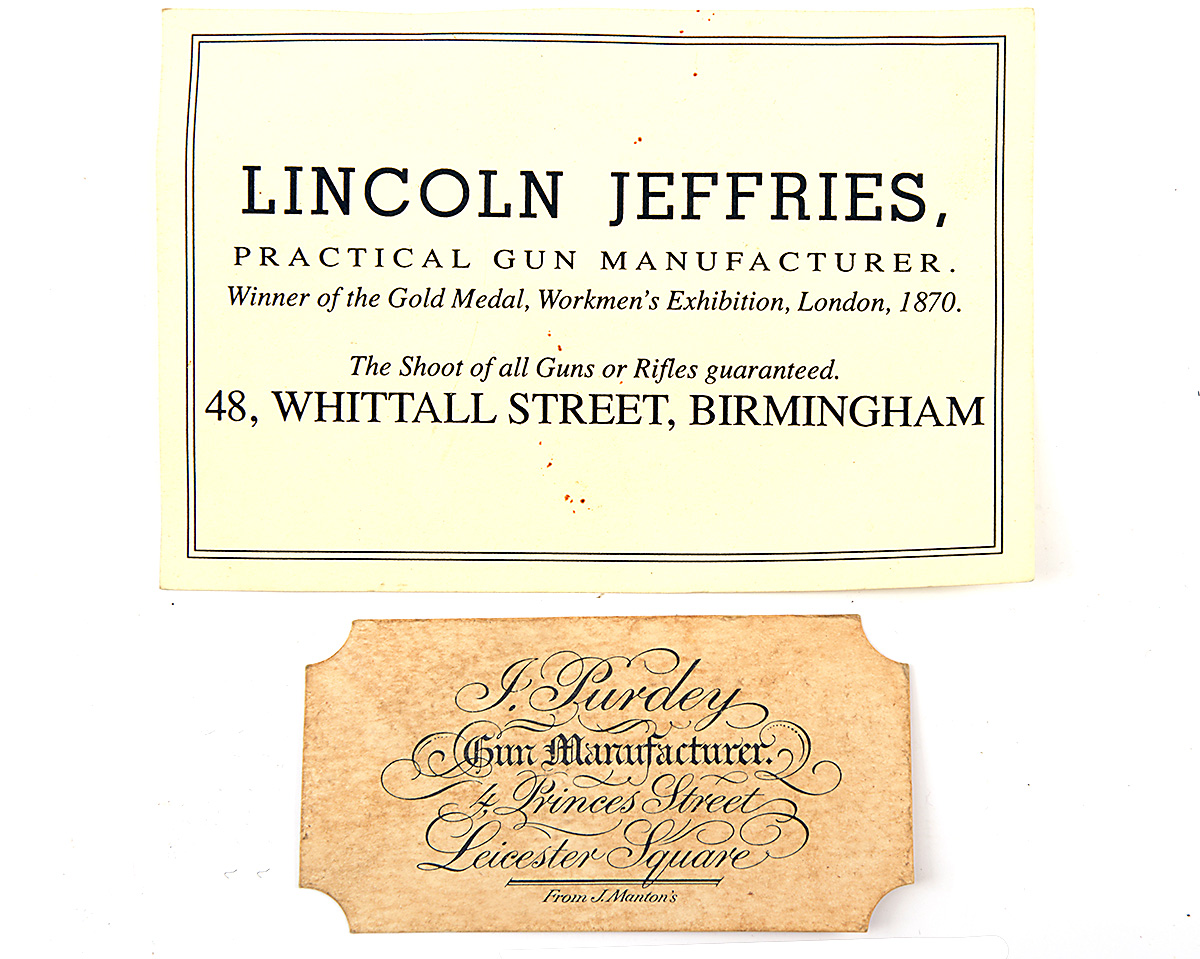 LINCOLN JEFFRIES,
PRACTICAL GUN MANUFACTURER.
Winner of the Gold Medal, Workmen's Exhibition, London, 1870.
The Shoot of all Guns or Rifles guaranteed.
48, WHITTALL STREET, BIRMINGHAM
J. Purdey
Gun Manufacturer.
4, Princes Street
Leicester Square
From J. Manton's